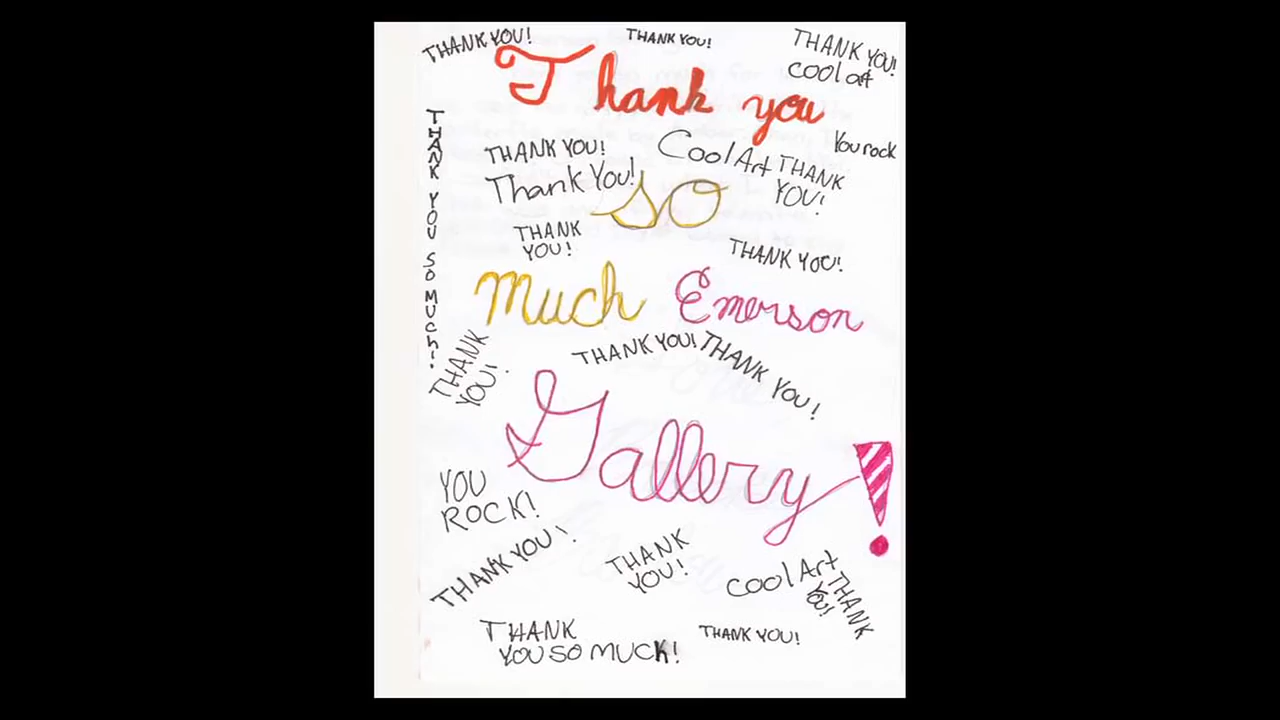 THANK YOU!
THANK YOU!
THANK YOU!
cool art
Thank you
THANK YOU SO MUCH!
THANK YOU!
Cool Art
You rock
Thank You!
THANK
YOU!
SO
THANK
YOU!
THANK YOU!
Much Emerson
THANK
YOU!
THANK YOU!
THANK YOU!
Gallery!
YOU
ROCK!
THANK YOU!
THANK
YOU!
Cool Art
THANK
YOU!
THANK
YOU SO MUCH!
THANK YOU!